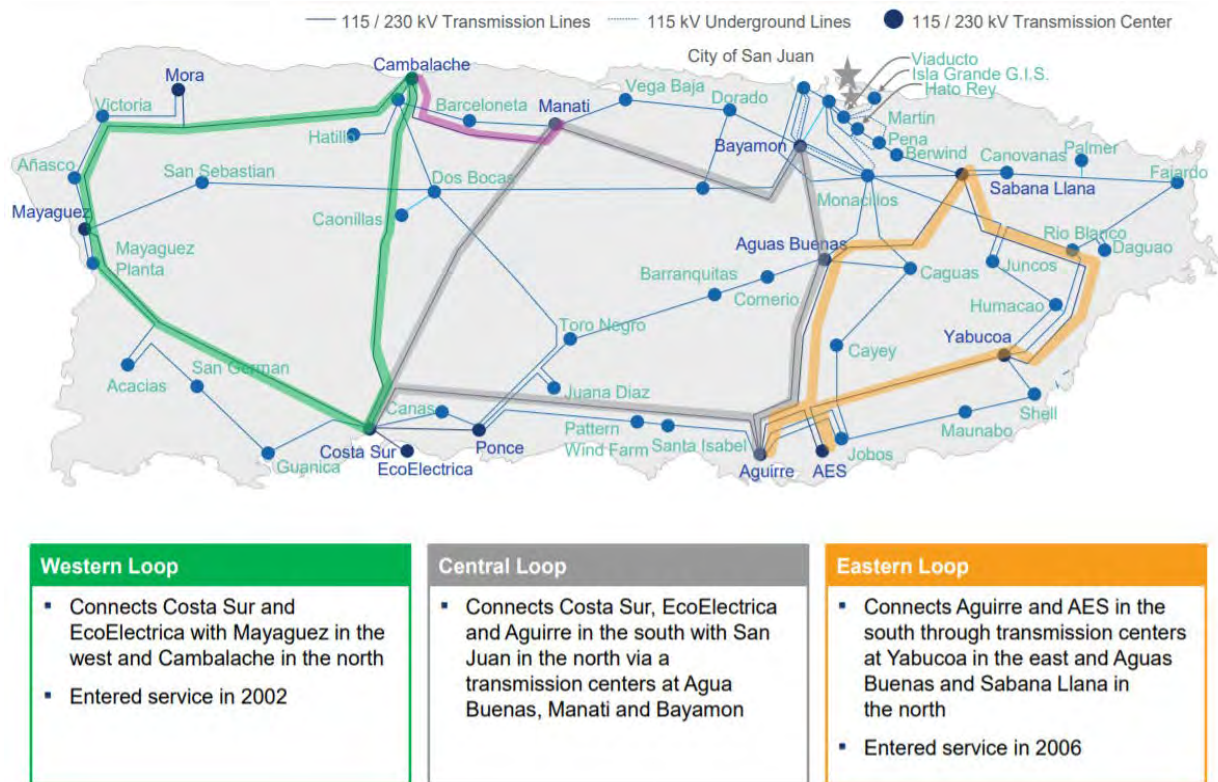 115 / 230 kV Transmission Lines
115 kV Underground Lines
115 / 230 kV Transmission Center
City of San Juan
Viaducto
Isla Grande G.I.S.
Hato Rey
Mora
Cambalache
Victoria
Barceloneta
Manati
Vega Baja
Dorado
Martín
Hatillo
Bayamon
Pena
Berwind
Palmer
Canovanas
Fajardo
Añasco
San Sebastian
Dos Bocas
Monacillos
Sabana Llana
Mayaguez
Caonillas
Mayaguez
Planta
Aguas Buenas
Rio Blanco
Daguao
Barranquitas
Comerio
Caguas
Juncos
Humacao
Toro Negro
Yabucoa
Cayey
Acacias
San German
Juana Diaz
Canas
Shell
Costa Sur
Ponce
Pattern
Wind Farm
Santa Isabel
Maunabo
Guanica
EcoElectrica
Aguirre
AES
Jobos
Western Loop
▪ Connects Costa Sur and
EcoElectrica with Mayaguez in the
west and Cambalache in the north
▪ Entered service in 2002
Central Loop
▪ Connects Costa Sur, EcoElectrica
and Aguirre in the south with San
Juan in the north via a
transmission centers at Agua
Buenas, Manati and Bayamon
Eastern Loop
▪ Connects Aguirre and AES in the
south through transmission centers
at Yabucoa in the east and Aguas
Buenas and Sabana Llana in
the north
▪ Entered service in 2006